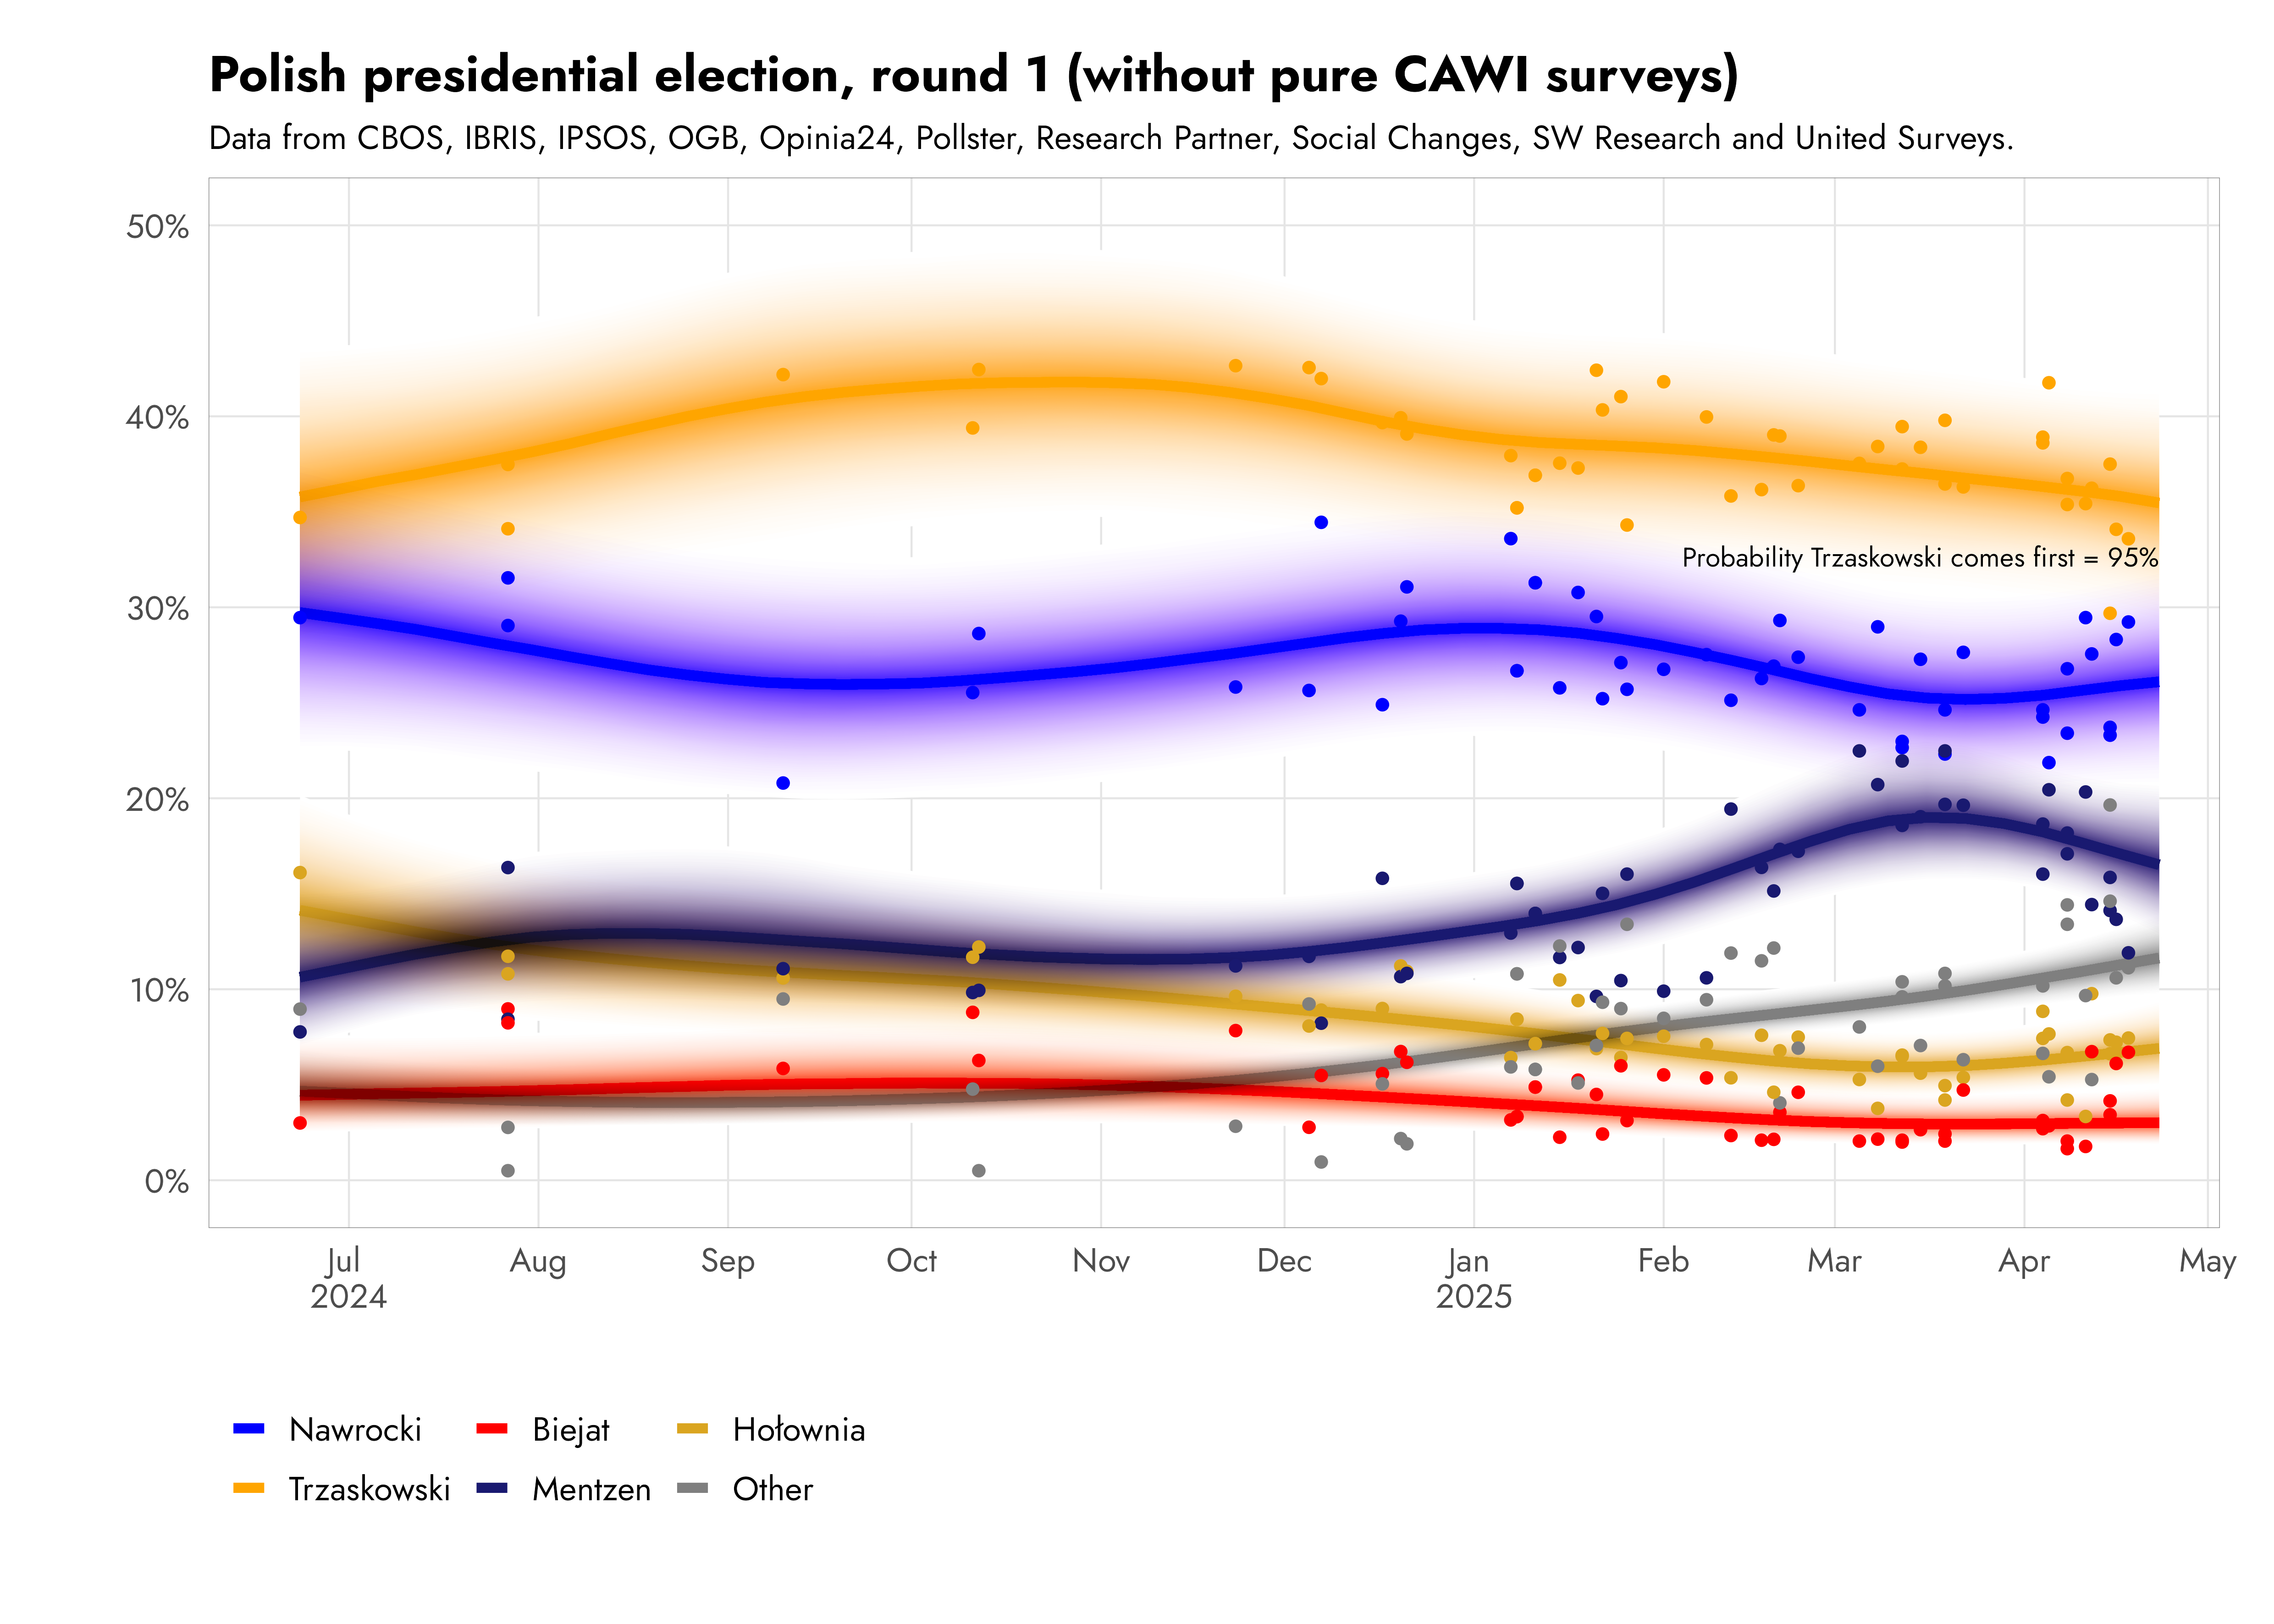 Polish presidential election, round 1 (without pure CAWI surveys)
Data from CBOS, IBRIS, IPSOS, OGB, Opinia24, Pollster, Research Partner, Social Changes, SW Research and United Surveys.
50%
40%
30%
20%
10%
0%
Probability Trzaskowski comes first = 95%
Jul Aug Sep Oct Nov Dec Jan Feb Mar Apr May
2024 2025
Nawrocki Biejat Hołownia
Trzaskowski Mentzen Other